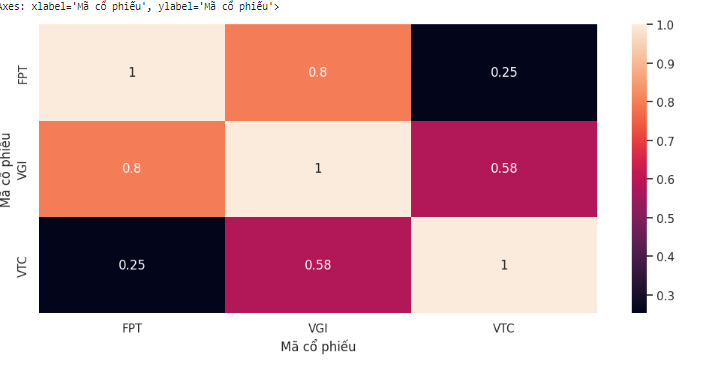 Axes: xlabel='Mã cổ phiếu', ylabel='Mã cổ phiếu'>
1.0
FPT 1 0.8 0.25
0.9
0.8
0.7
Mã cổ phiếu
VGI 0.8 1 0.58
0.6
0.5
VTC 0.25 0.58 1
0.4
0.3
FPT VGI VTC
Mã cổ phiếu